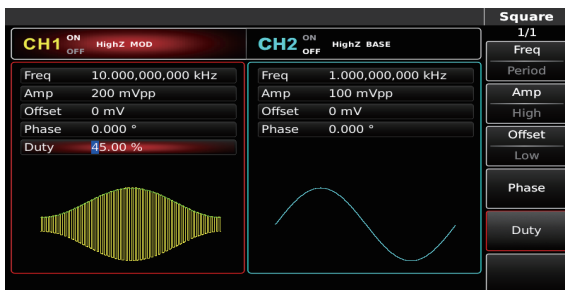 Square
1/1
CH1 ON OFF HighZ MOD
CH2 ON OFF HighZ BASE
Freq 10.000,000,000 kHz
Amp 200 mVpp
Offset 0 mV
Phase 0.000 °
Duty 45.00 %
Freq 1.000,000,000 kHz
Amp 100 mVpp
Offset 0 mV
Phase 0.000 °
Freq
Period
Amp
High
Offset
Low
Phase
Duty